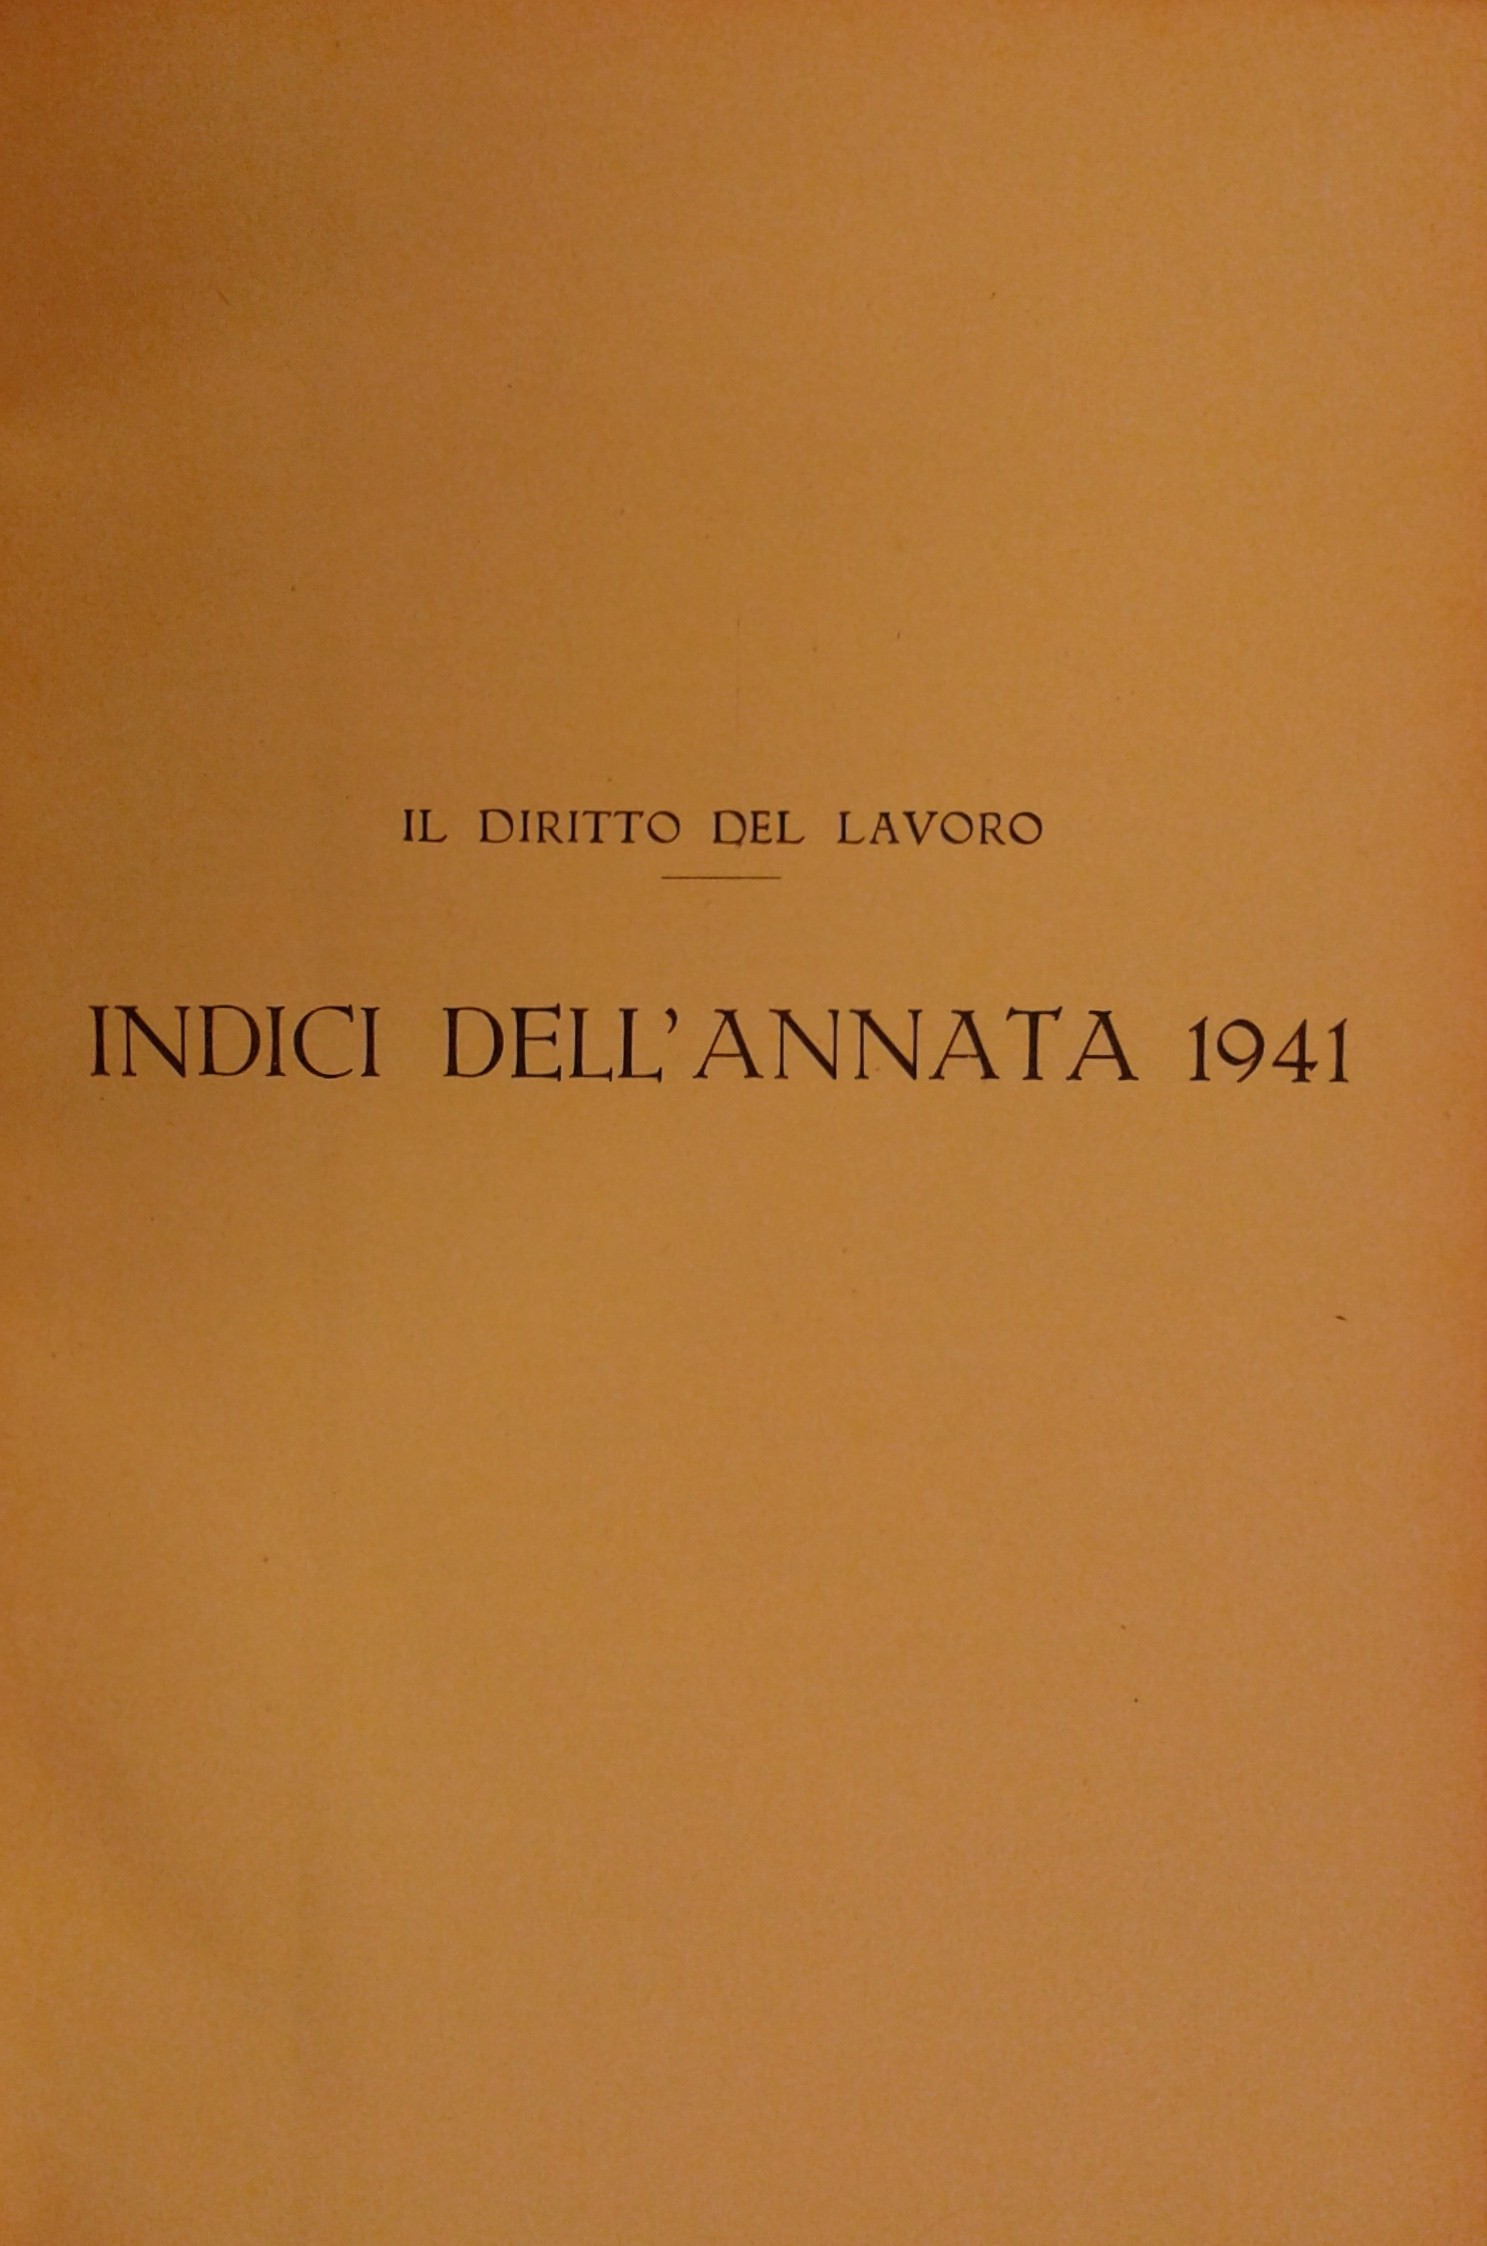 IL DIRITTO DEL LAVORO
INDICI DELL'ANNATA 1941